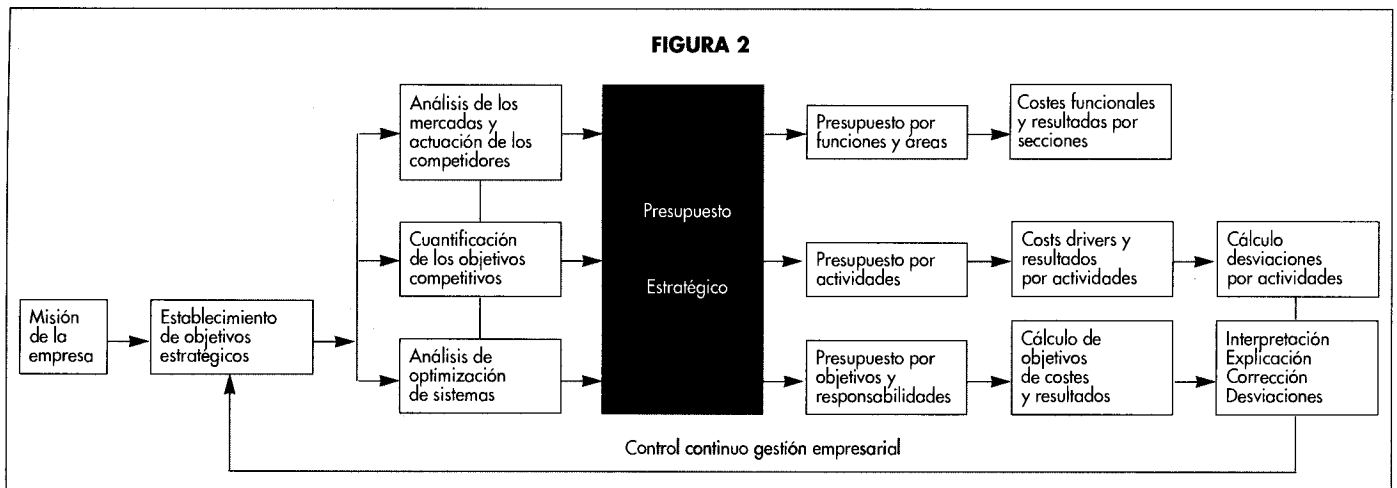 FIGURA 2
Análisis de los
mercadas y
actuación de los
competidores
Presupuesto por
funciones y áreas
Costes funcionales
y resultadas por
secciones
Presupuesto
Estratégico
Cuantificación
de los objetivos
competitivos
Presupuesto por
actividades
Costs drivers y
resultados
por actividades
Cálculo
desviaciones
por actividades
Misión
de la
empresa
Establecimiento
de objetivos
estratégicos
Análisis de
optimización
de sistemas
Presupuesto por
objetivos y
responsabilidades
Cálculo de
objetivos
de costes
y resultados
Interpretación
Explicación
Corrección
Desviaciones
Control continuo gestión empresarial